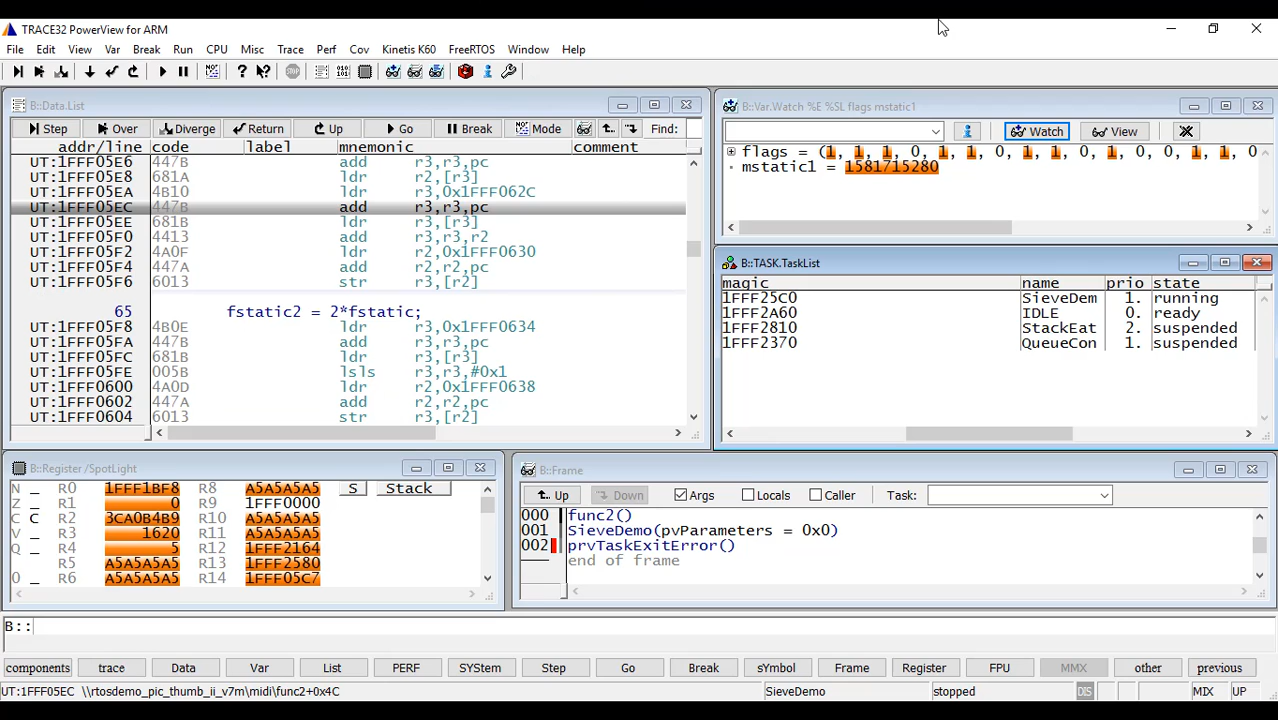 TRACE32 PowerView for ARM
File Edit View Var Break Run CPU Misc Trace Perf Cov Kinetis K60 FreeRTOS Window Help
B::Data.List
Step Over Diverge Return Up Go Break Mode Find:
addr/line code label mnemonic comment
UT:1FFF05E6 447B add r3,r3,pc
UT:1FFF05E8 681A ldr r2,[r3]
UT:1FFF05EA 4B10 ldr r3,0x1FFF062C
UT:1FFF05EC 447B add r3,r3,pc
UT:1FFF05EE 681B ldr r3,[r3]
UT:1FFF05F0 4413 add r3,r3,r2
UT:1FFF05F2 4A0F ldr r2,0x1FFF0630
UT:1FFF05F4 447A add r2,r2,pc
UT:1FFF05F6 6013 str r3,[r2]
65 fstatic2 = 2*fstatic;
UT:1FFF05F8 4B0E ldr r3,0x1FFF0634
UT:1FFF05FA 447B add r3,r3,pc
UT:1FFF05FC 681B ldr r3,[r3]
UT:1FFF05FE 005B lsls r3,r3,#0x1
UT:1FFF0600 4A0D ldr r2,0x1FFF0638
UT:1FFF0602 447A add r2,r2,pc
UT:1FFF0604 6013 str r3,[r2]
B::Var.Watch %E %SL flags mstatic1
Watch View
flags = (1, 1, 1, 0, 1, 1, 0, 1, 1, 0, 1, 0, 0, 1, 1, 0
mstatic1 = 1581715280
B::TASK.TaskList
magic name prio state
1FFF25C0 SieveDem 1. running
1FFF2A60 IDLE 0. ready
1FFF2810 StackEat 2. suspended
1FFF2370 QueueCon 1. suspended
B::Register /SpotLight
N _ R0 1FFF1BF8 R8 A5A5A5A5 S Stack
Z _ R1 0 R9 1FFF0000
C C R2 3CA0B4B9 R10 A5A5A5A5
V _ R3 1620 R11 A5A5A5A5
Q _ R4 5 R12 1FFF2164
R5 A5A5A5A5 R13 1FFF2580
0 _ R6 A5A5A5A5 R14 1FFF05C7
B::Frame
Up Down Args Locals Caller Task:
000 func2()
001 SieveDemo(pvParameters = 0x0)
002 prvTaskExitError()
end of frame
B::
components trace Data Var List PERF SYStem Step Go Break sYmbol Frame Register FPU MMX other previous
UT:1FFF05EC \\rtosdemo_pic_thumb_ii_v7m\midi\func2+0x4C SieveDemo stopped DIS MIX UP